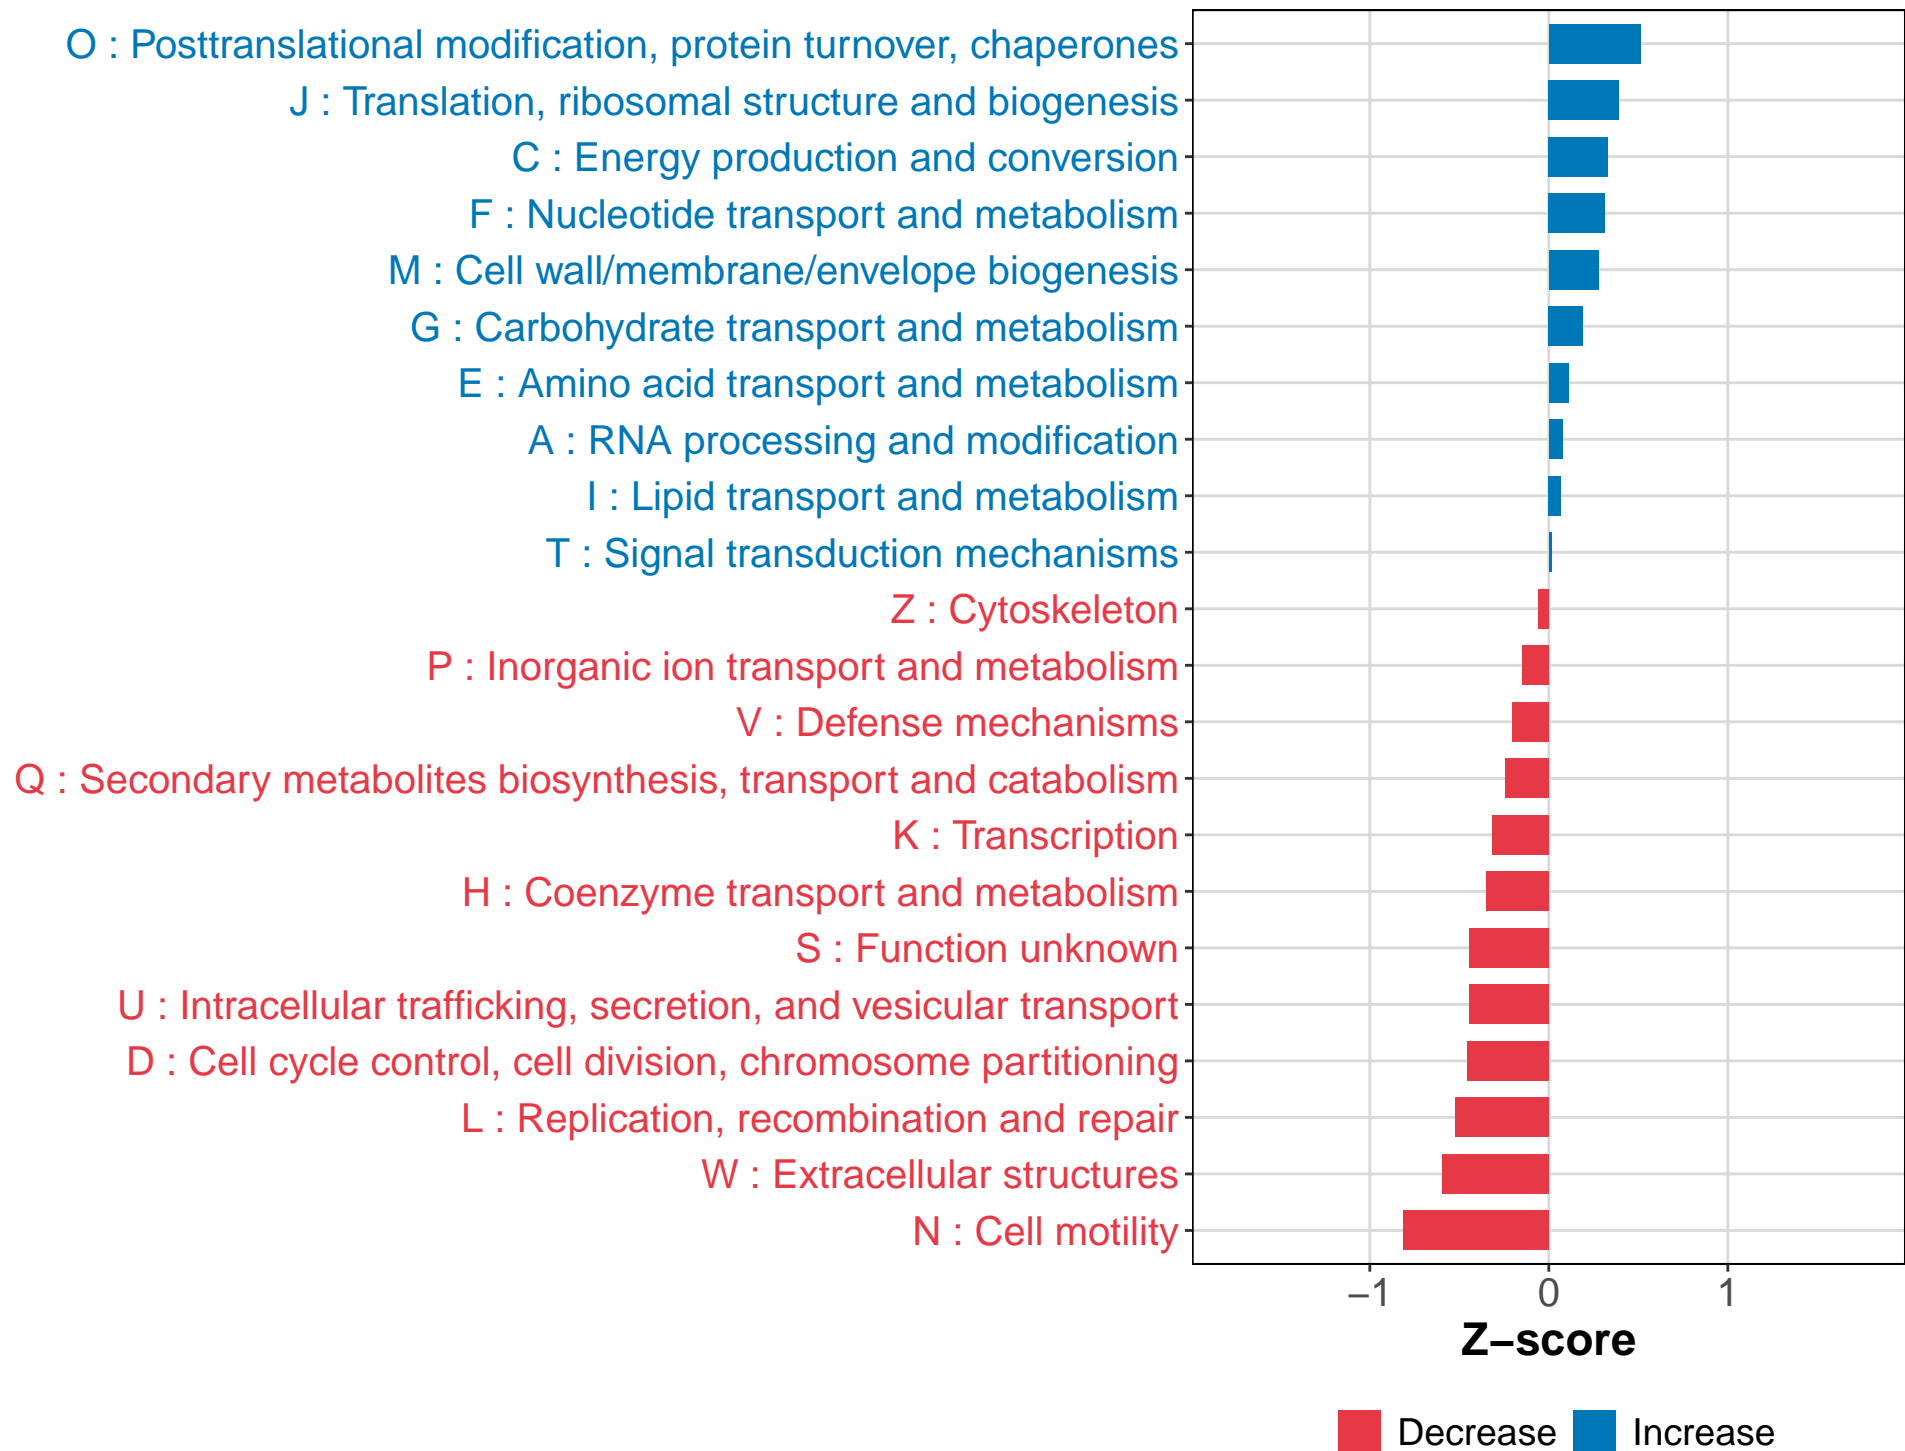 O : Posttranslational modification, protein turnover, chaperones
J : Translation, ribosomal structure and biogenesis
C : Energy production and conversion
F : Nucleotide transport and metabolism
M : Cell wall/membrane/envelope biogenesis
G : Carbohydrate transport and metabolism
E : Amino acid transport and metabolism
A : RNA processing and modification
I : Lipid transport and metabolism
T : Signal transduction mechanisms
Z : Cytoskeleton
P : Inorganic ion transport and metabolism
V : Defense mechanisms
Q : Secondary metabolites biosynthesis, transport and catabolism
K : Transcription
H : Coenzyme transport and metabolism
S : Function unknown
U : Intracellular trafficking, secretion, and vesicular transport
D : Cell cycle control, cell division, chromosome partitioning
L : Replication, recombination and repair
W : Extracellular structures
N : Cell motility
−1 0 1
Z−score
Decrease Increase